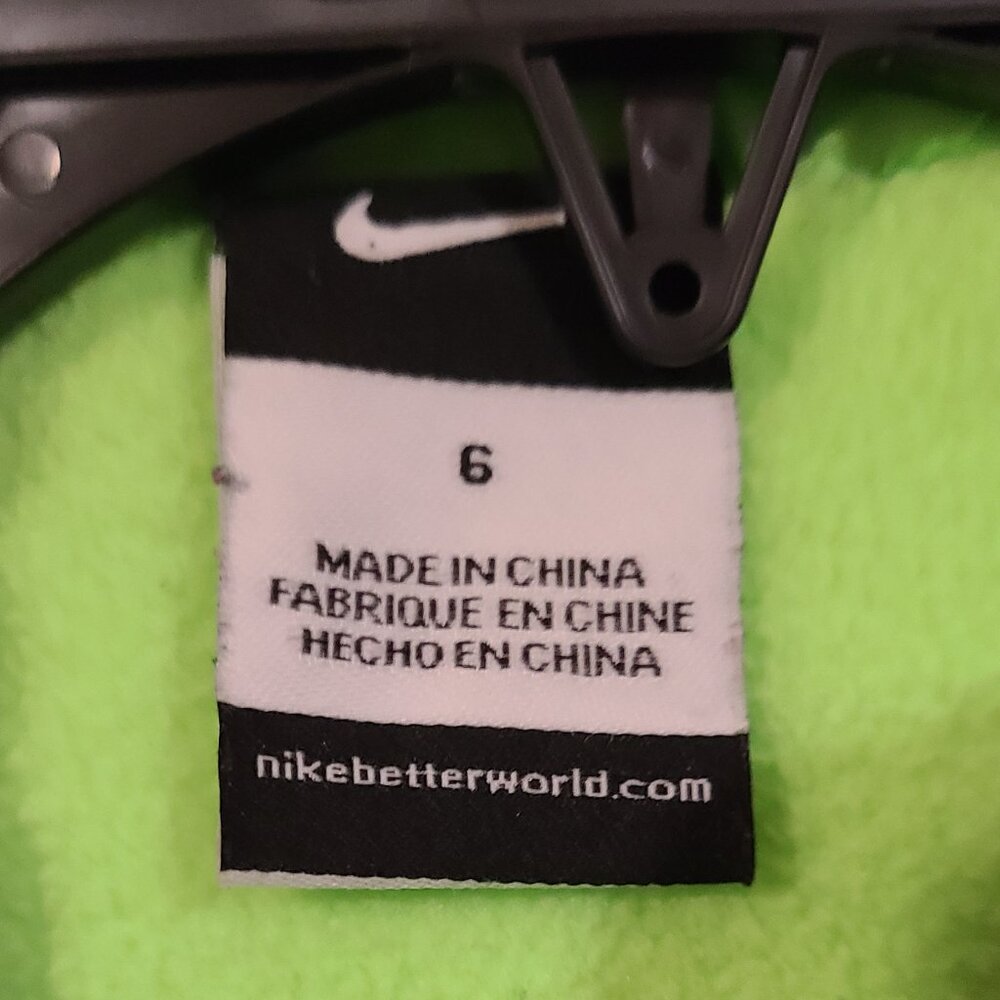 6
MADE IN CHINA
FABRIQUE EN CHINE
HECHO EN CHINA
nikebetterworld.com